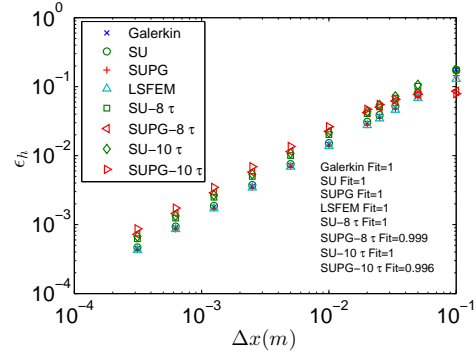 10^0
10^{-1}
10^{-2}
10^{-3}
10^{-4}
ϵ_h
Galerkin
SU
SUPG
LSFEM
SU−8 τ
SUPG−8 τ
SU−10 τ
SUPG−10 τ
Galerkin Fit=1
SU Fit=1
SUPG Fit=1
LSFEM Fit=1
SU−8 τ Fit=1
SUPG−8 τ Fit=0.999
SU−10 τ Fit=1
SUPG−10 τ Fit=0.996
10^{-4} 10^{-3} 10^{-2} 10^{-1}
Δx(m)